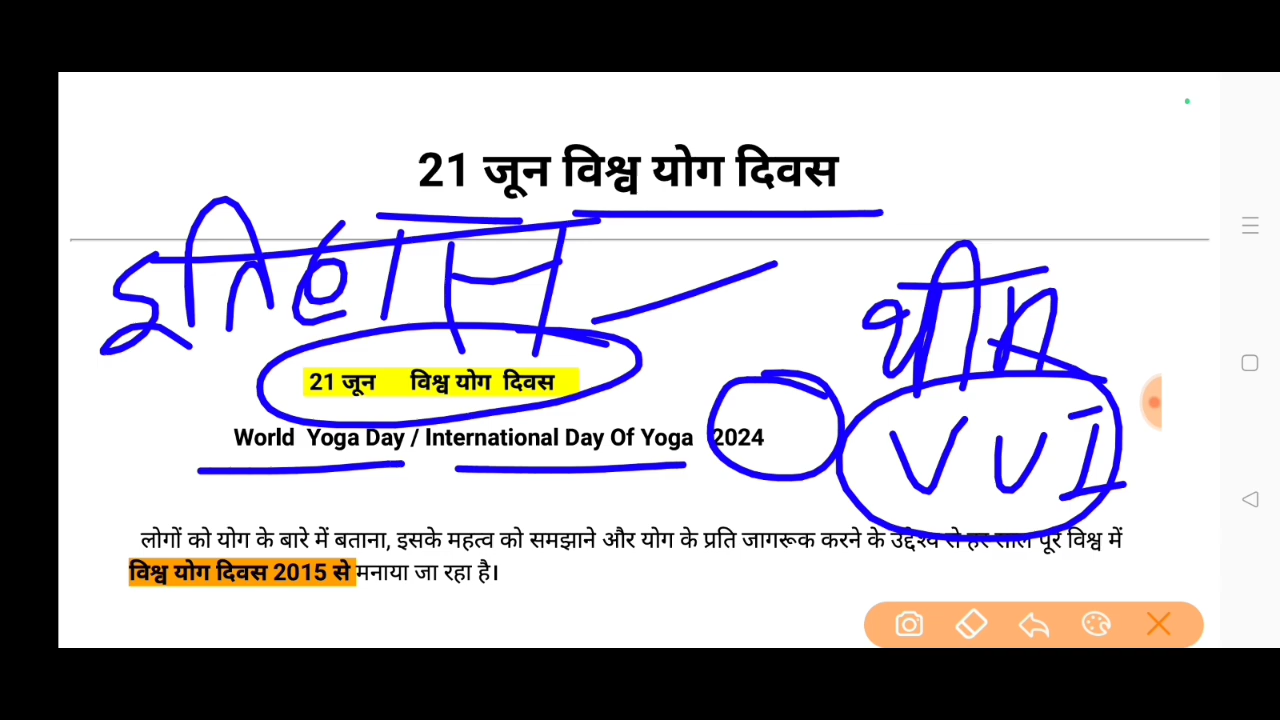 21 जून विश्व योग दिवस
इतिहास
थीम
21 जून विश्व योग दिवस
VVI
World Yoga Day / International Day Of Yoga 2024
लोगों को योग के बारे में बताना, इसके महत्व को समझाने और योग के प्रति जागरूक करने के उद्देश्य से हर साल पूरे विश्व में
विश्व योग दिवस 2015 से मनाया जा रहा है।